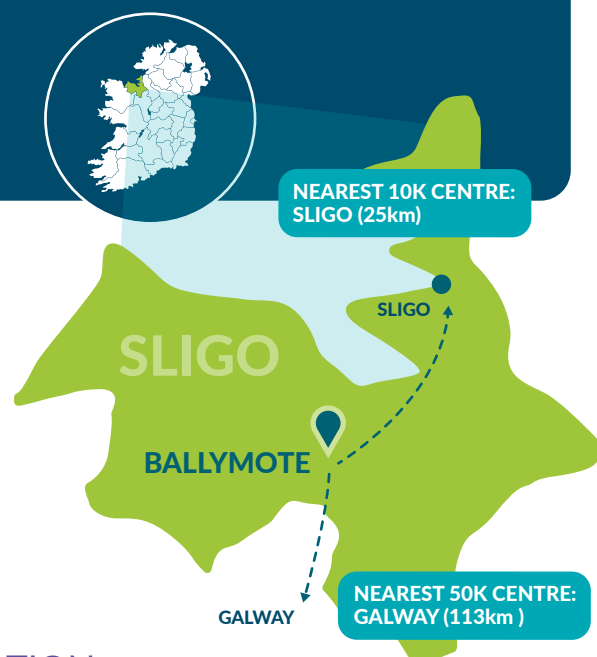 NEAREST 10K CENTRE:
SLIGO (25km)
SLIGO
SLIGO
BALLYMOTE
NEAREST 50K CENTRE:
GALWAY (113km )
GALWAY